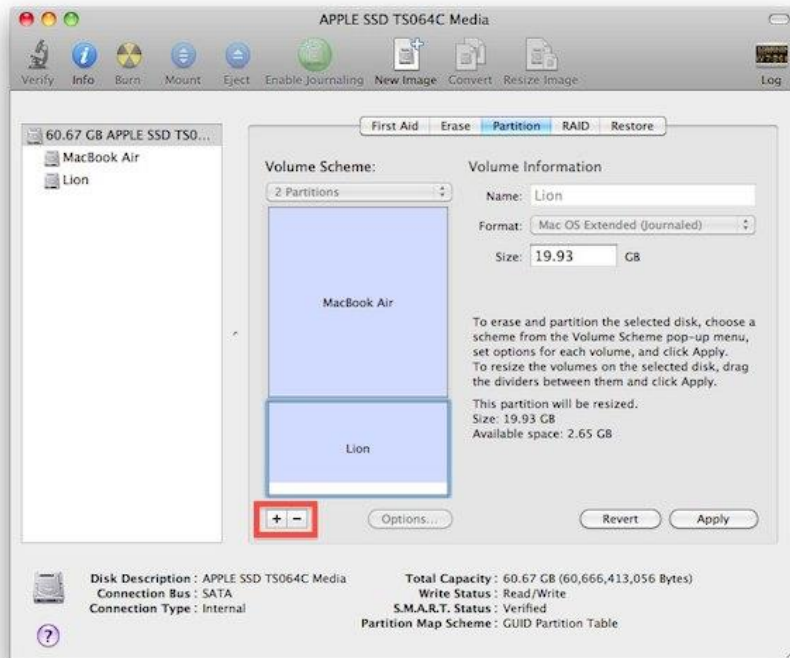 APPLE SSD TS064C Media
Verify Info Burn Mount Eject Enable Journaling New Image Convert Resize Image Log
60.67 GB APPLE SSD TS0...
MacBook Air
Lion
First Aid Erase Partition RAID Restore
Volume Scheme:
2 Partitions
MacBook Air
Lion
+ −
Options...
Volume Information
Name: Lion
Format: Mac OS Extended (Journaled)
Size: 19.93 GB
To erase and partition the selected disk, choose a
scheme from the Volume Scheme pop-up menu,
set options for each volume, and click Apply.
To resize the volumes on the selected disk, drag
the dividers between them and click Apply.
This partition will be resized.
Size: 19.93 GB
Available space: 2.65 GB
Revert Apply
Disk Description : APPLE SSD TS064C Media
Connection Bus : SATA
Connection Type : Internal
Total Capacity : 60.67 GB (60,666,413,056 Bytes)
Write Status : Read/Write
S.M.A.R.T. Status : Verified
Partition Map Scheme : GUID Partition Table
?